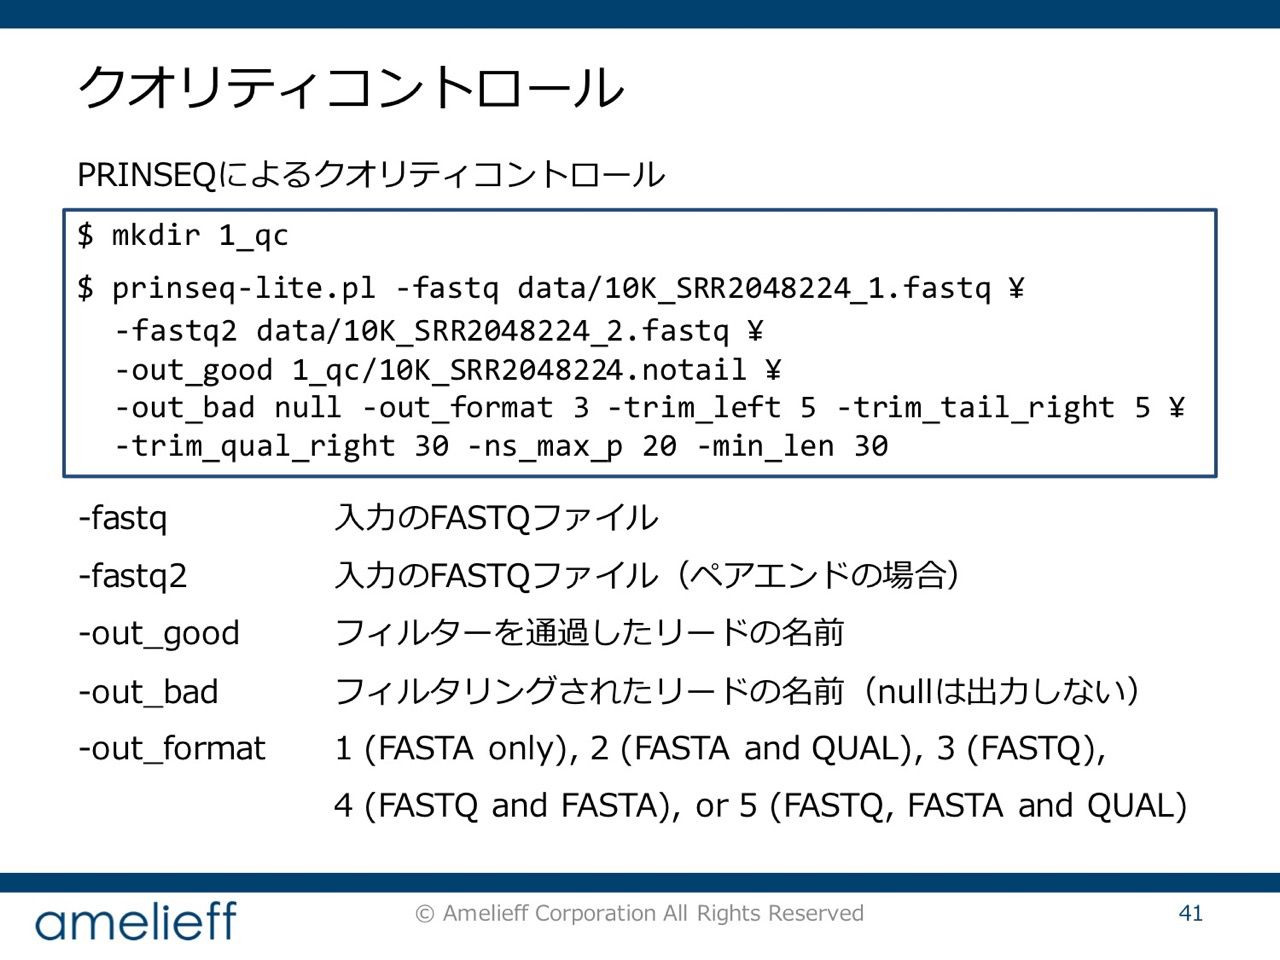 クオリティコントロール
PRINSEQによるクオリティコントロール
$ mkdir 1_qc
$ prinseq-lite.pl -fastq data/10K_SRR2048224_1.fastq ¥
-fastq2 data/10K_SRR2048224_2.fastq ¥
-out_good 1_qc/10K_SRR2048224.notail ¥
-out_bad null -out_format 3 -trim_left 5 -trim_tail_right 5 ¥
-trim_qual_right 30 -ns_max_p 20 -min_len 30
-fastq 入力のFASTQファイル
-fastq2 入力のFASTQファイル（ペアエンドの場合）
-out_good フィルターを通過したリードの名前
-out_bad フィルタリングされたリードの名前（nullは出力しない）
-out_format 1 (FASTA only), 2 (FASTA and QUAL), 3 (FASTQ),
4 (FASTQ and FASTA), or 5 (FASTQ, FASTA and QUAL)
amelieff
© Amelieff Corporation All Rights Reserved
41